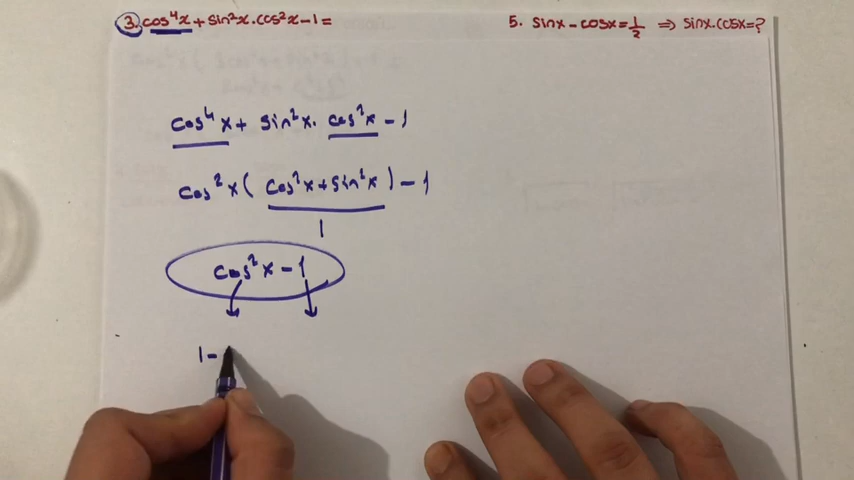 3. cos⁴x + sin²x · cos²x - 1 =
5. sinx - cosx = 1/2 ⇒ sinx.cosx = ?
cos⁴x + sin²x · cos²x - 1
cos²x ( cos²x + sin²x ) - 1
1
cos²x - 1
1 -